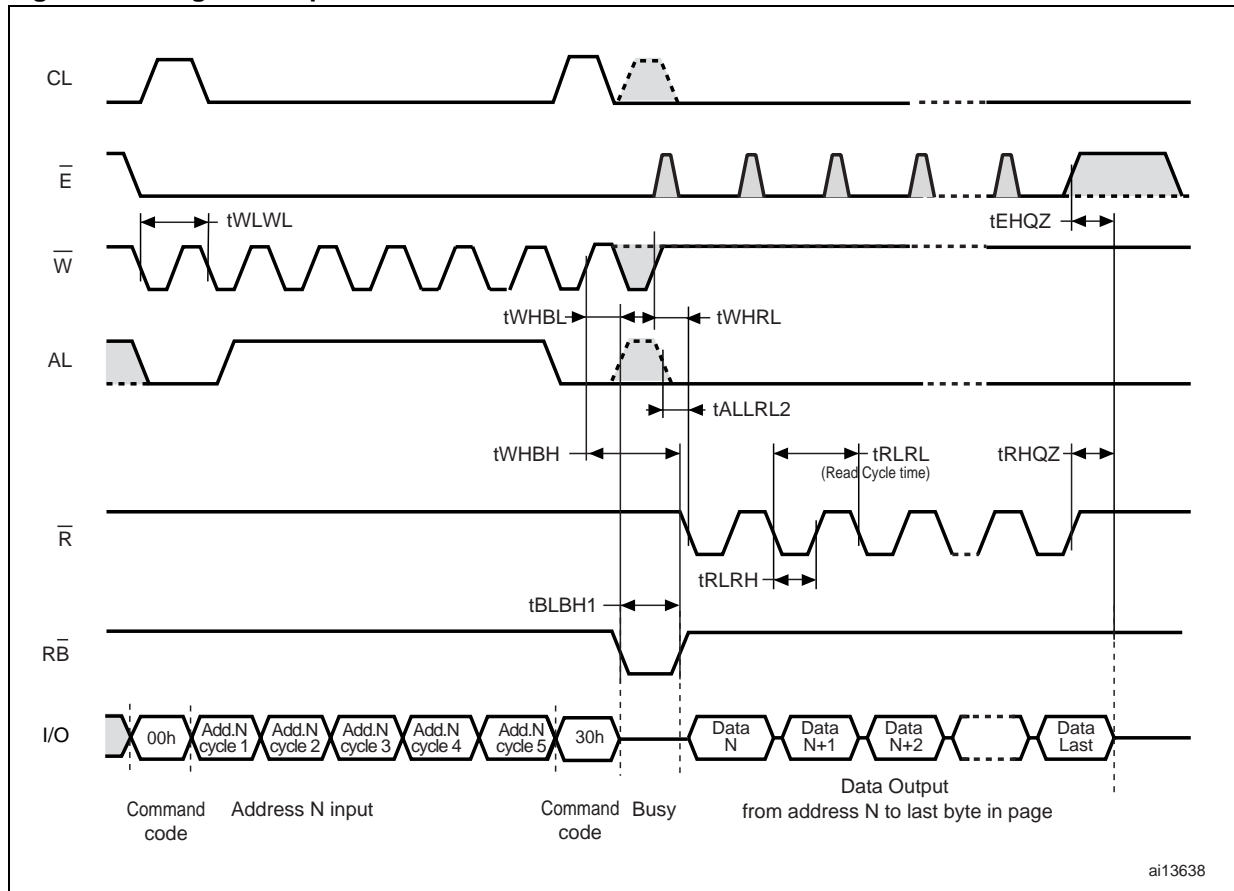 CL
E
tWLWL
tEHQZ
W
tWHBL
tWHRL
AL
tALLRL2
tWHBH
tRLRL
tRHQZ
(Read Cycle time)
R
tRLRH
tBLBH1
RB
I/O
00h
Add.N cycle 1
Add.N cycle 2
Add.N cycle 3
Add.N cycle 4
Add.N cycle 5
30h
Data N
Data N+1
Data N+2
Data Last
Command code
Address N input
Command code
Busy
Data Output
from address N to last byte in page
ai13638